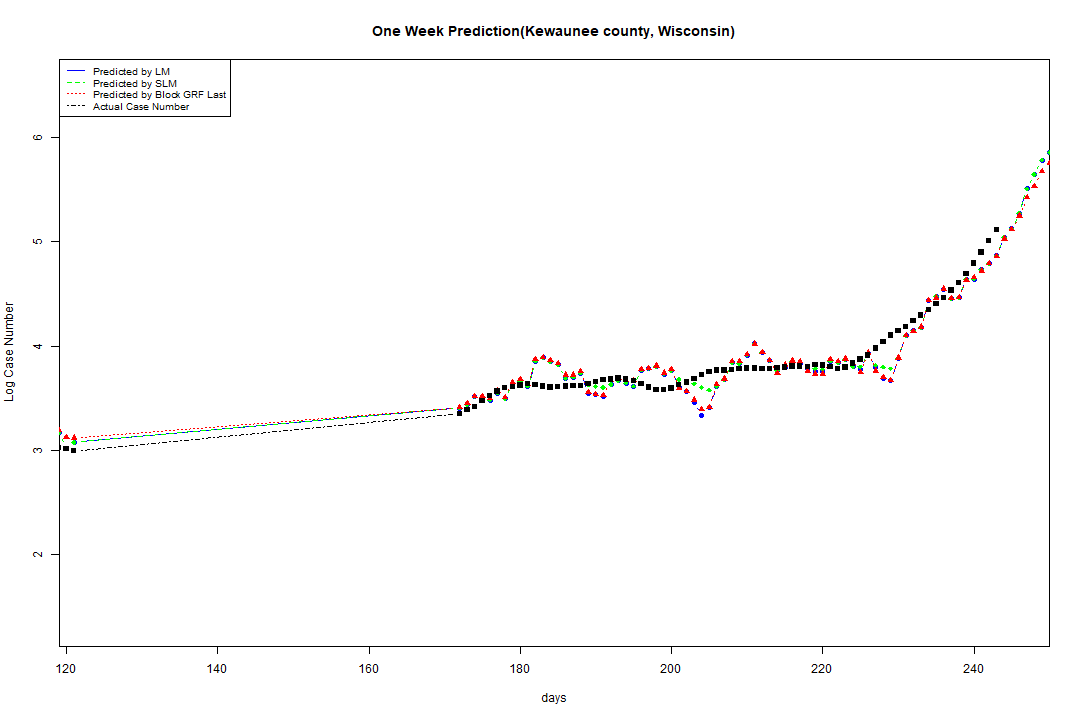 One Week Prediction(Kewaunee county, Wisconsin)
Predicted by LM
Predicted by SLM
Predicted by Block GRF Last
Actual Case Number
6
5
4
3
2
Log Case Number
120 140 160 180 200 220 240
days